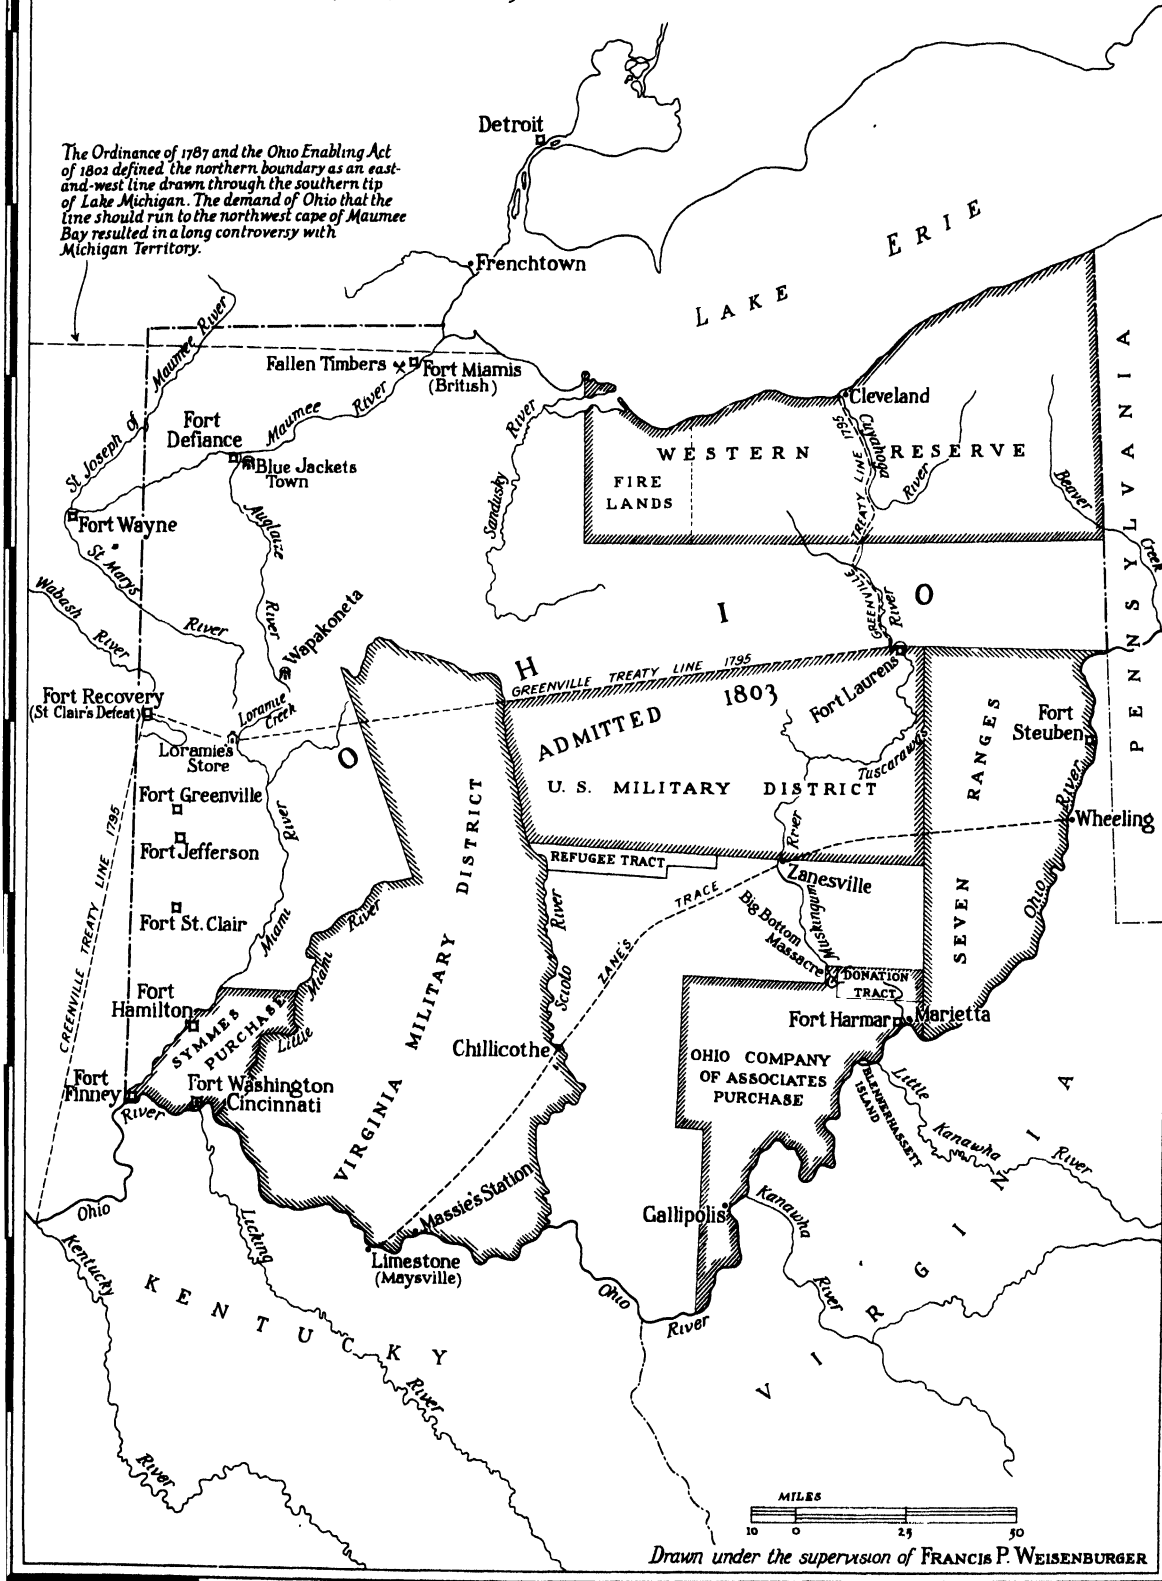 Detroit
The Ordinance of 1787 and the Ohio Enabling Act
of 1802 defined the northern boundary as an east-
and-west line drawn through the southern tip
of Lake Michigan. The demand of Ohio that the
line should run to the northwest cape of Maumee
Bay resulted in a long controversy with
Michigan Territory.
LAKE ERIE
Frenchtown
St Joseph of Maumee River
Fallen Timbers
Fort Miamis
(British)
Maumee River
Fort
Defiance
Blue Jackets
Town
Sandusky River
Cleveland
WESTERN RESERVE
FIRE
LANDS
Cuyahoga River
GREENVILLE TREATY LINE 1795
Beaver Creek
PENNSYLVANIA
Fort Wayne
Auglaize River
St Marys River
Wabash River
Wapakoneta
OHIO
GREENVILLE TREATY LINE 1795
ADMITTED 1803
Fort Laurens
River
Tuscarawas
Fort Recovery
(St Clair's Defeat)
Loramie Creek
Loramie's
Store
U. S. MILITARY DISTRICT
SEVEN RANGES
Fort
Steuben
Wheeling
Ohio River
Fort Greenville
Fort Jefferson
Fort St. Clair
Miami River
GREENVILLE TREATY LINE 1795
VIRGINIA MILITARY DISTRICT
REFUGEE TRACT
ZANE'S TRACE
Zanesville
Muskingum River
Big Bottom
Massacre
DONATION
TRACT
Fort Harmar
Marietta
Scioto River
Little Miami River
Fort
Hamilton
SYMMES
PURCHASE
Chillicothe
OHIO COMPANY
OF ASSOCIATES
PURCHASE
BLENNERHASSETT
ISLAND
Little Kanawha River
Fort
Finney
Fort Washington
Cincinnati
Ohio River
Massie's Station
Limestone
(Maysville)
Gallipolis
Kanawha River
Ohio River
Licking River
Kentucky River
KENTUCKY
VIRGINIA
MILES
10 0 25 50
Drawn under the supervision of FRANCIS P. WEISENBURGER